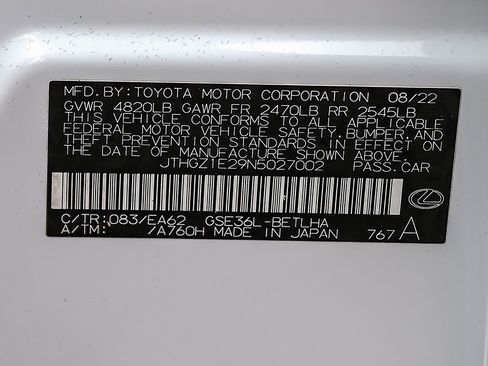 MFD. BY: TOYOTA MOTOR CORPORATION 08/22
GVWR 4820LB GAWR FR 2470LB RR 2545LB
THIS VEHICLE CONFORMS TO ALL APPLICABLE
FEDERAL MOTOR VEHICLE SAFETY, BUMPER, AND
THEFT PREVENTION STANDARDS IN EFFECT ON
THE DATE OF MANUFACTURE SHOWN ABOVE.
JTHGZ1E29N5027002 PASS. CAR
C/TR: 083/EA62 GSE36L-BETLHA
A/TM: /A760H MADE IN JAPAN 767 A